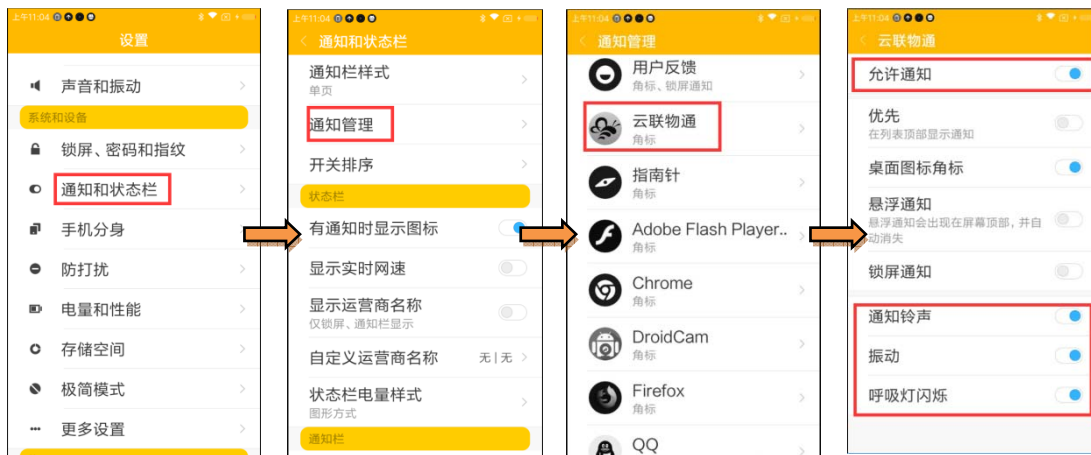 上午11:04
设置
声音和振动
系统和设备
锁屏、密码和指纹
通知和状态栏
手机分身
防打扰
电量和性能
存储空间
极简模式
更多设置
上午11:04
通知和状态栏
通知栏样式
单页
通知管理
开关排序
状态栏
有通知时显示图标
显示实时网速
显示运营商名称
仅锁屏、通知栏显示
自定义运营商名称 无 | 无
状态栏电量样式
图形方式
通知栏
上午11:04
通知管理
用户反馈
角标、锁屏通知
云联物通
角标
指南针
角标
Adobe Flash Player..
角标
Chrome
角标
DroidCam
角标
Firefox
角标
QQ
上午11:04
云联物通
允许通知
优先
在列表顶部显示通知
桌面图标角标
悬浮通知
悬浮通知会出现在屏幕顶部，并自
动消失
锁屏通知
通知铃声
振动
呼吸灯闪烁